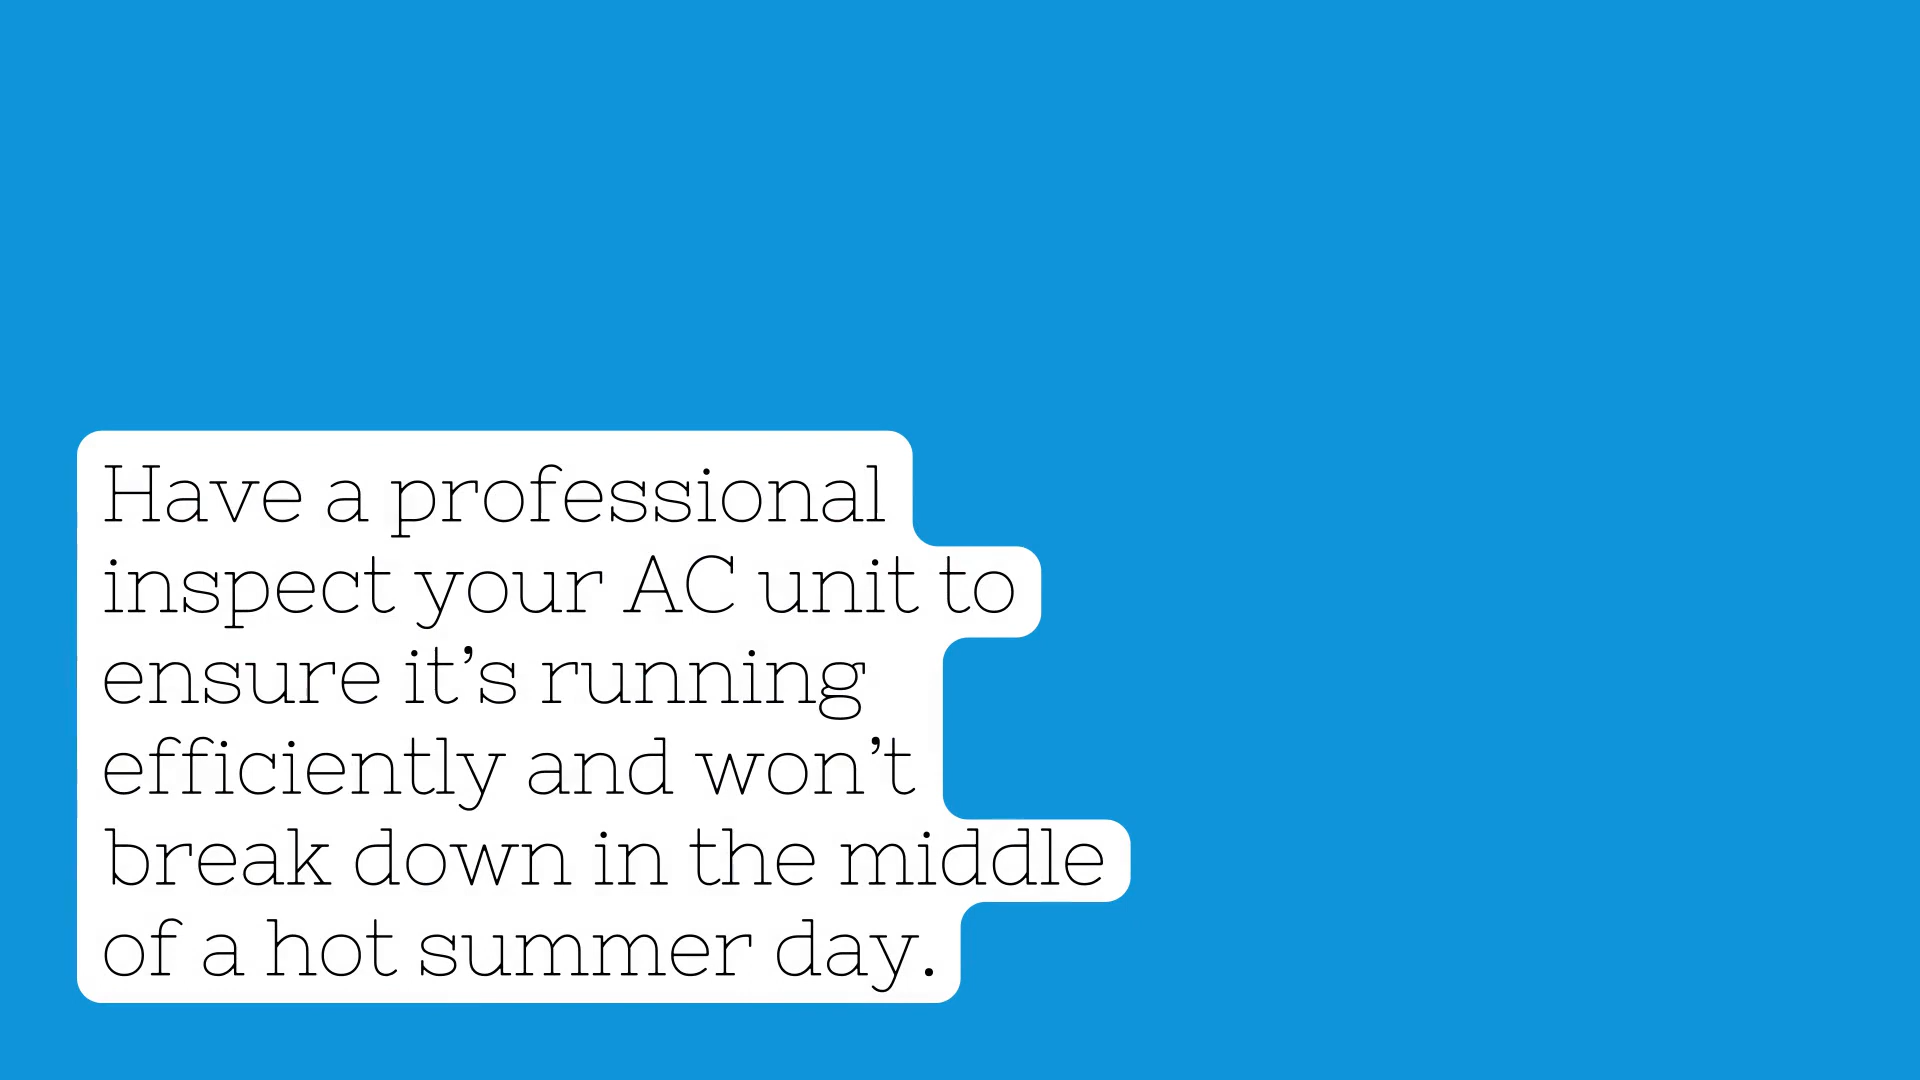 Have a professional
inspect your AC unit to
ensure it’s running
efficiently and won’t
break down in the middle
of a hot summer day.